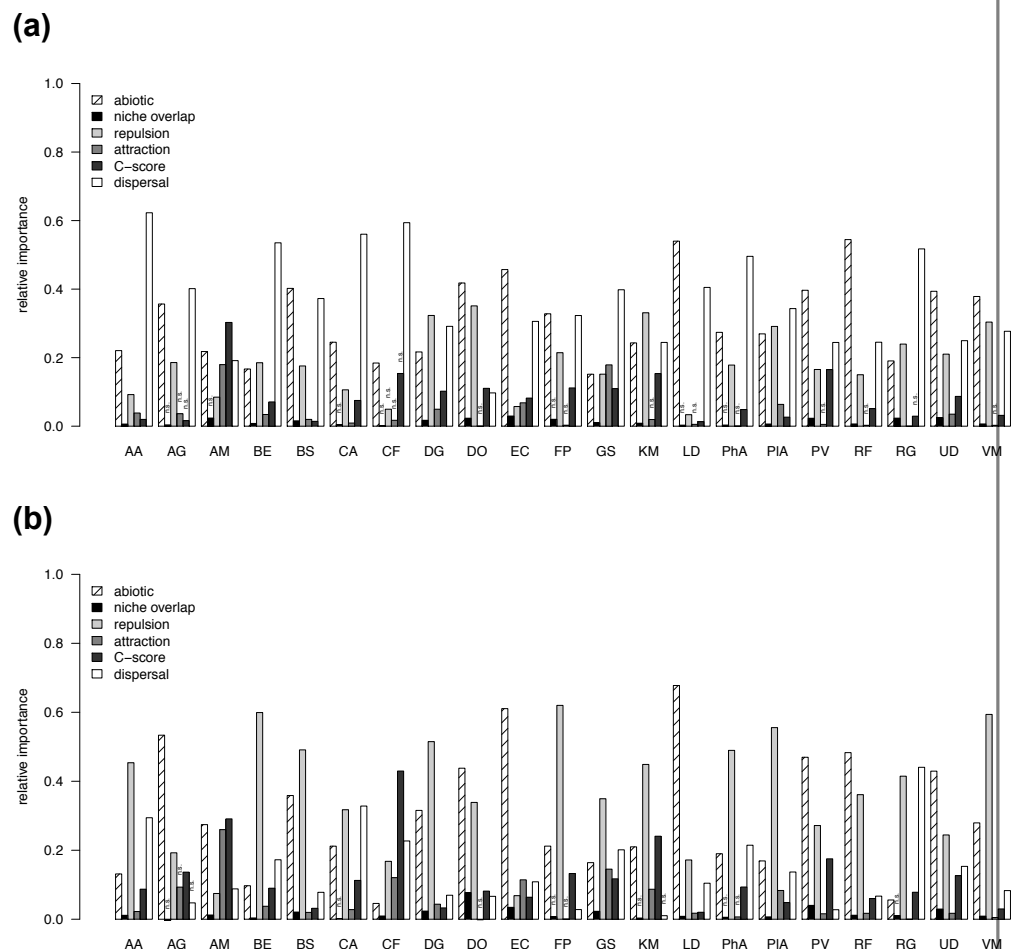 (a)
1.0
0.8
0.6
0.4
0.2
0.0
relative importance
abiotic
niche overlap
repulsion
attraction
C−score
dispersal
n.s. n.s. n.s. n.s. n.s. n.s. n.s. n.s. n.s. n.s. n.s. n.s. n.s. n.s. n.s. n.s. n.s. n.s. n.s. n.s. n.s.
AA AG AM BE BS CA CF DG DO EC FP GS KM LD PhA PlA PV RF RG UD VM
(b)
1.0
0.8
0.6
0.4
0.2
0.0
relative importance
abiotic
niche overlap
repulsion
attraction
C−score
dispersal
n.s. n.s. n.s. n.s. n.s. n.s. n.s. n.s. n.s. n.s. n.s. n.s. n.s.
AA AG AM BE BS CA CF DG DO EC FP GS KM LD PhA PlA PV RF RG UD VM